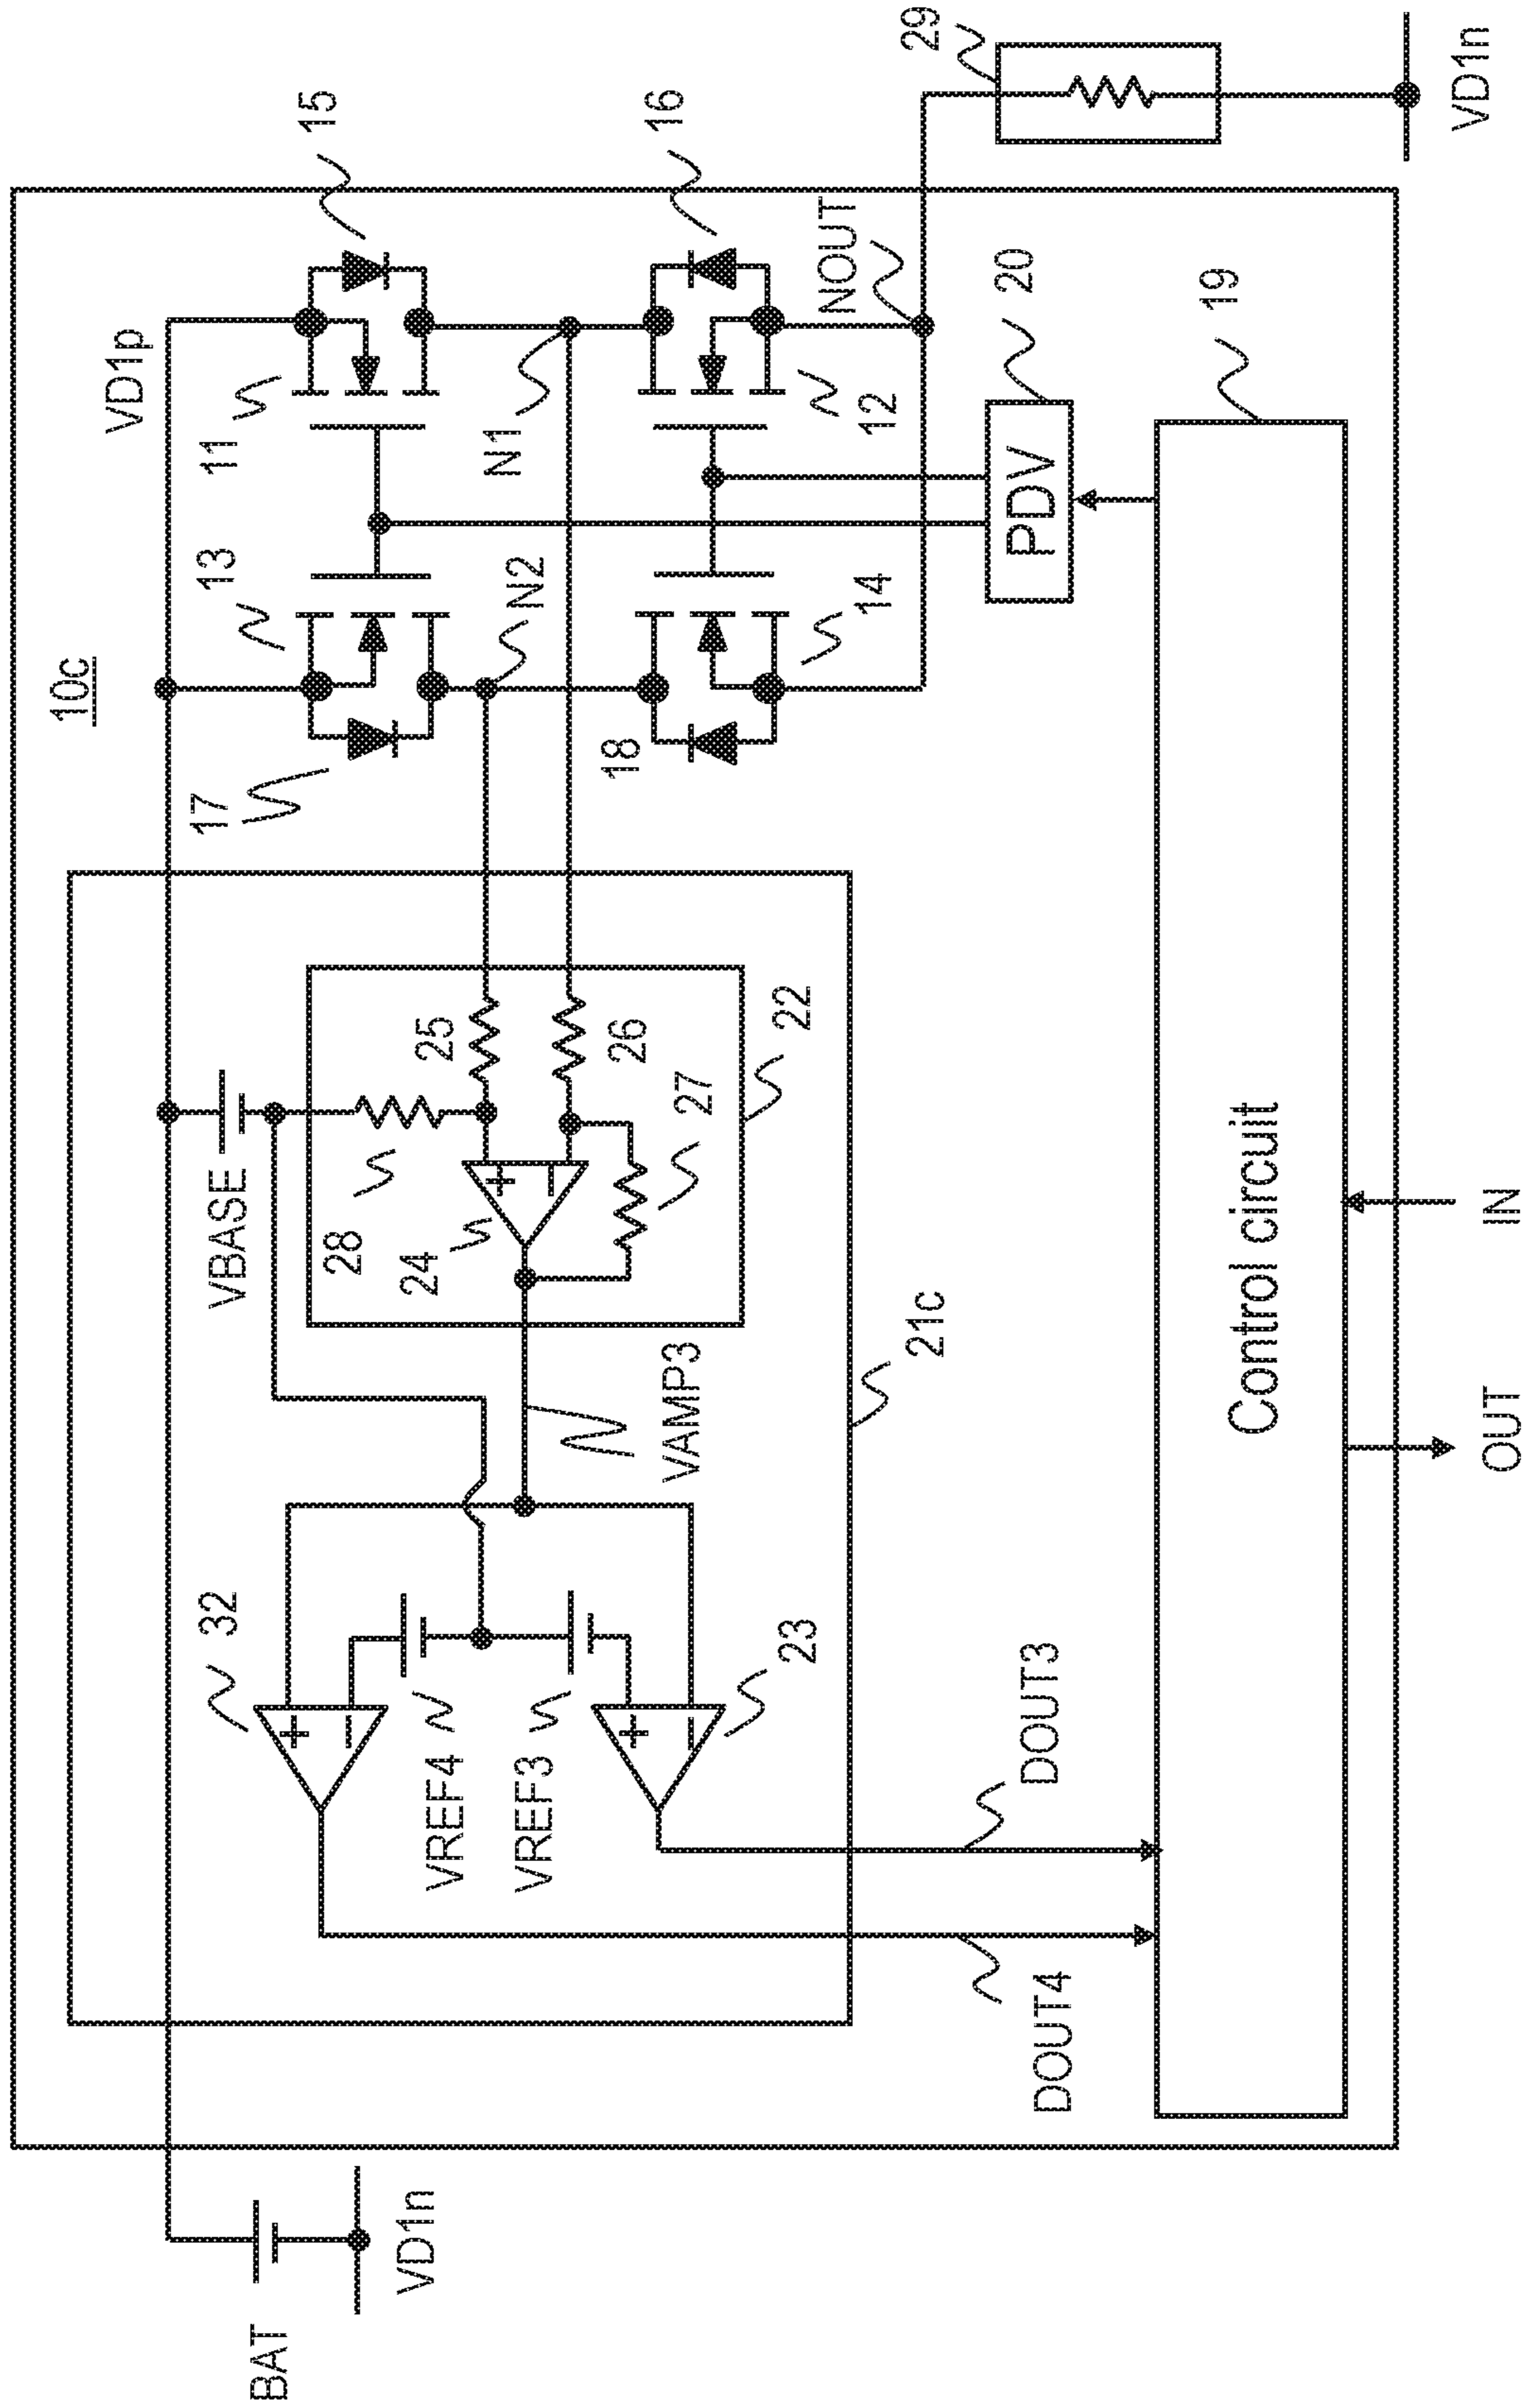 10c
VD1p
BAT
VD1n
VBASE
17
13
11
15
32
28
24
25
N2
N1
26
27
22
18
14
12
16
NOUT
29
VREF4
VREF3
23
VAMP3
21c
PDV
20
DOUT4
DOUT3
19
Control circuit
OUT
IN
VD1n
+
−
+
−
+
−